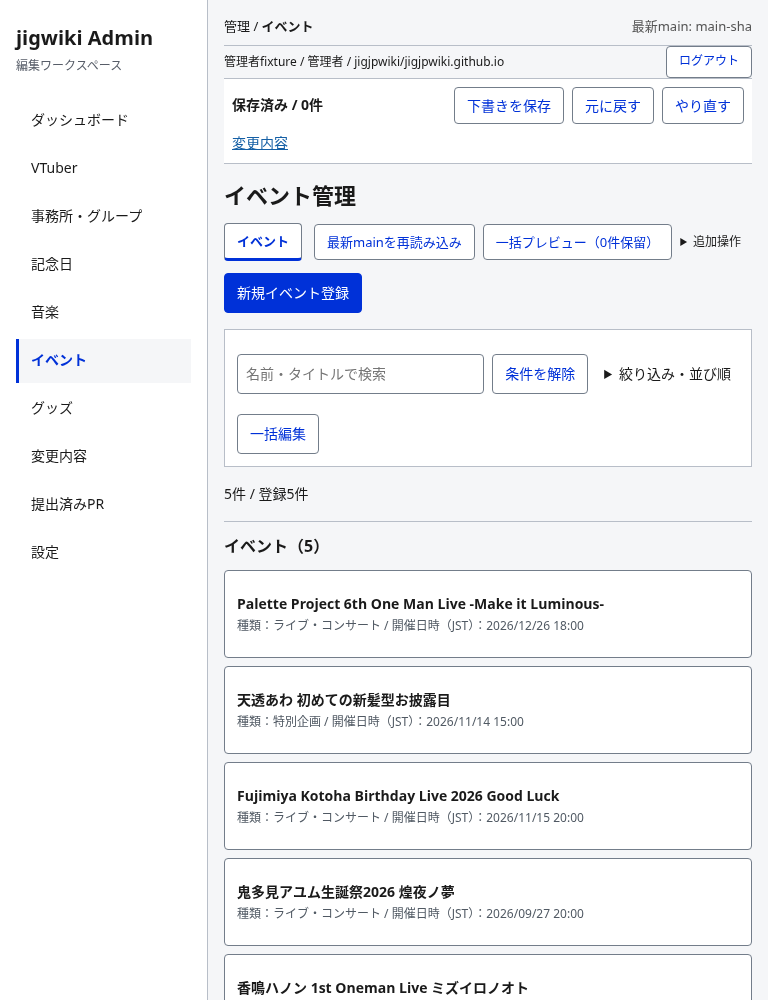 jigwiki Admin
編集ワークスペース
ダッシュボード
VTuber
事務所・グループ
記念日
音楽
イベント
グッズ
変更内容
提出済みPR
設定
管理 / イベント
最新main: main-sha
管理者fixture / 管理者 / jigjpwiki/jigjpwiki.github.io
ログアウト
保存済み / 0件
下書きを保存
元に戻す
やり直す
変更内容
イベント管理
イベント
最新mainを再読み込み
一括プレビュー（0件保留）
▶ 追加操作
新規イベント登録
名前・タイトルで検索
条件を解除
▶ 絞り込み・並び順
一括編集
5件 / 登録5件
イベント（5）
Palette Project 6th One Man Live -Make it Luminous-
種類：ライブ・コンサート / 開催日時（JST）：2026/12/26 18:00
天透あわ 初めての新髪型お披露目
種類：特別企画 / 開催日時（JST）：2026/11/14 15:00
Fujimiya Kotoha Birthday Live 2026 Good Luck
種類：ライブ・コンサート / 開催日時（JST）：2026/11/15 20:00
鬼多見アユム生誕祭2026 煌夜ノ夢
種類：ライブ・コンサート / 開催日時（JST）：2026/09/27 20:00
香鳴ハノン 1st Oneman Live ミズイロノオト